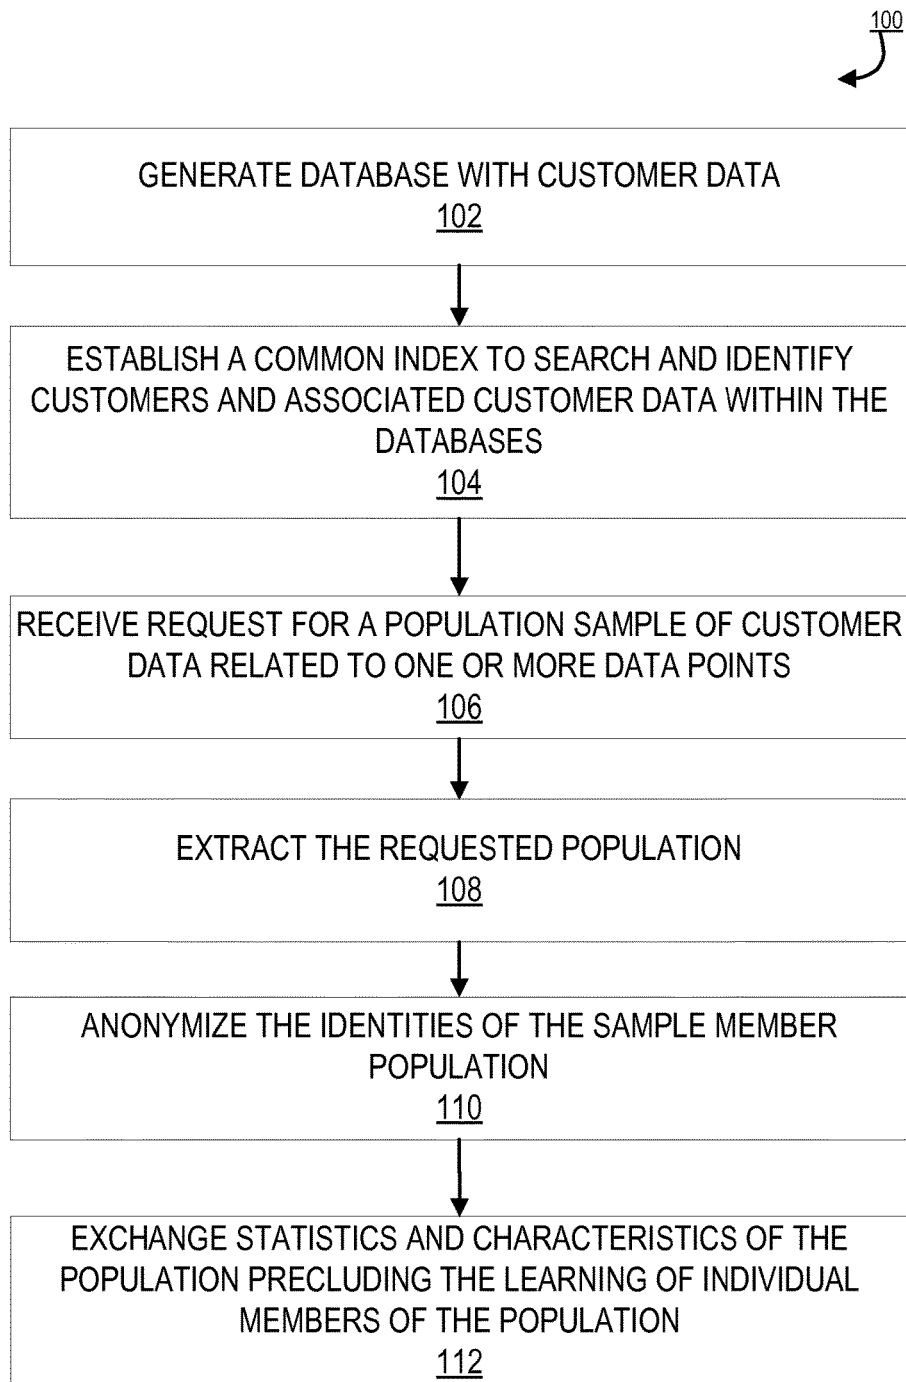 100
GENERATE DATABASE WITH CUSTOMER DATA
102
ESTABLISH A COMMON INDEX TO SEARCH AND IDENTIFY
CUSTOMERS AND ASSOCIATED CUSTOMER DATA WITHIN THE
DATABASES
104
RECEIVE REQUEST FOR A POPULATION SAMPLE OF CUSTOMER
DATA RELATED TO ONE OR MORE DATA POINTS
106
EXTRACT THE REQUESTED POPULATION
108
ANONYMIZE THE IDENTITIES OF THE SAMPLE MEMBER
POPULATION
110
EXCHANGE STATISTICS AND CHARACTERISTICS OF THE
POPULATION PRECLUDING THE LEARNING OF INDIVIDUAL
MEMBERS OF THE POPULATION
112